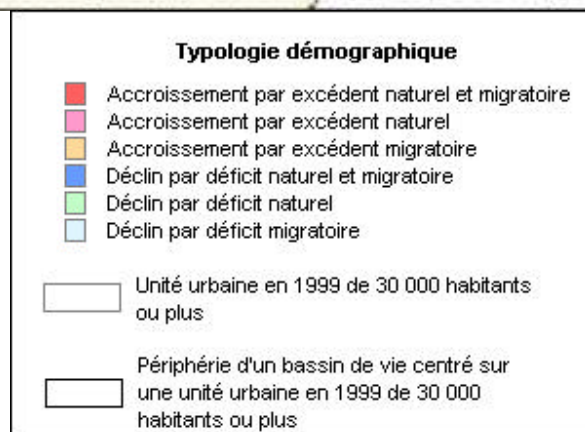 Typologie démographique
Accroissement par excédent naturel et migratoire
Accroissement par excédent naturel
Accroissement par excédent migratoire
Déclin par déficit naturel et migratoire
Déclin par déficit naturel
Déclin par déficit migratoire
Unité urbaine en 1999 de 30 000 habitants
ou plus
Périphérie d'un bassin de vie centré sur
une unité urbaine en 1999 de 30 000
habitants ou plus